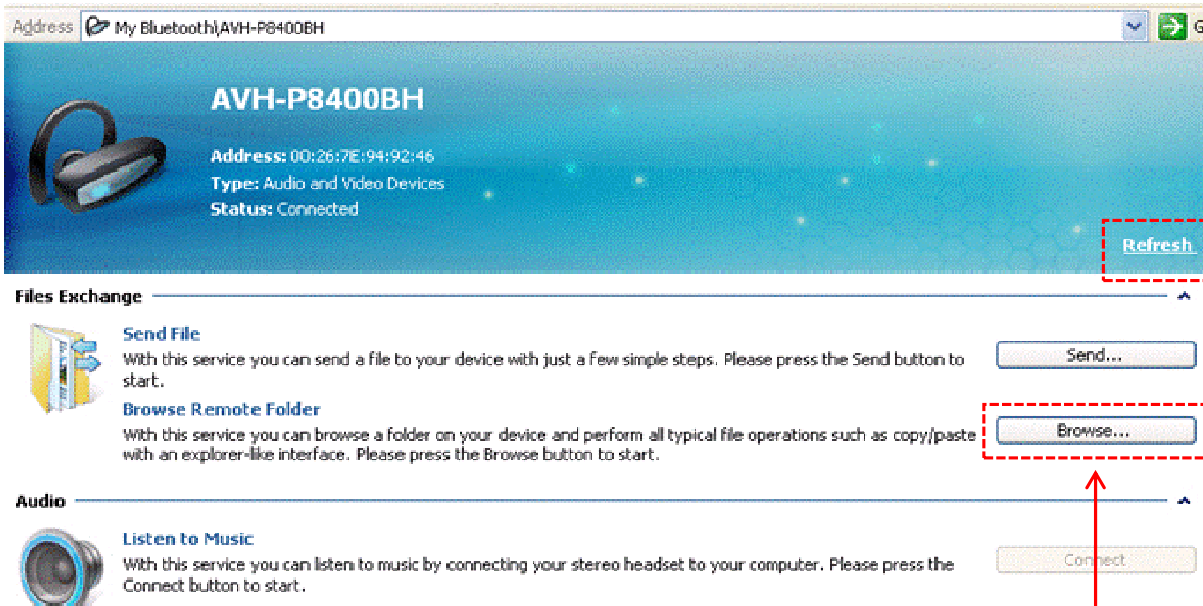 Address My Bluetooth\AVH-P8400BH G
AVH-P8400BH
Address: 00:26:7E:94:92:46
Type: Audio and Video Devices
Status: Connected
Refresh
Files Exchange
Send File
With this service you can send a file to your device with just a few simple steps. Please press the Send button to
start.
Send...
Browse Remote Folder
With this service you can browse a folder on your device and perform all typical file operations such as copy/paste
with an explorer-like interface. Please press the Browse button to start.
Browse...
Audio
Listen to Music
With this service you can listen to music by connecting your stereo headset to your computer. Please press the
Connect button to start.
Connect